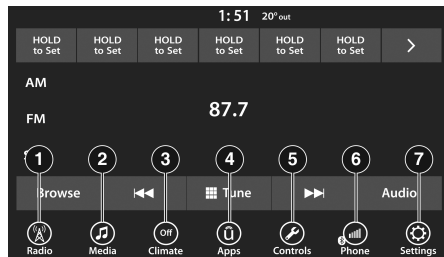 1:51 20° out
HOLD to Set HOLD to Set HOLD to Set HOLD to Set HOLD to Set HOLD to Set >
AM
87.7
FM
1 2 3 4 5 6 7
Browse Tune Audio
Off û
Radio Media Climate Apps Controls Phone Settings